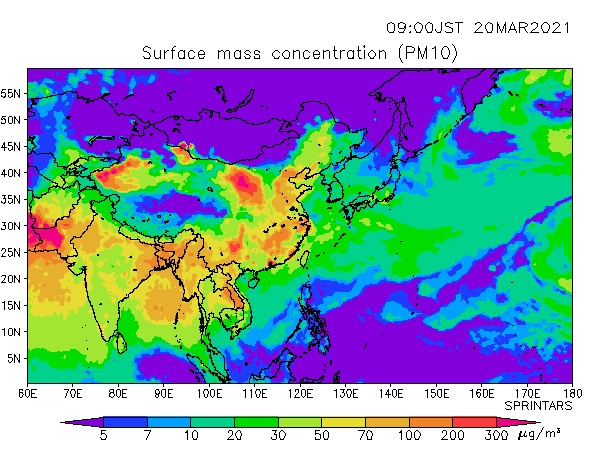 09:00JST 20MAR2021
Surface mass concentration (PM10)
55N
50N
45N
40N
35N
30N
25N
20N
15N
10N
5N
60E 70E 80E 90E 100E 110E 120E 130E 140E 150E 160E 170E 180
SPRINTARS
5 7 10 20 30 50 70 100 200 300 μg/m³